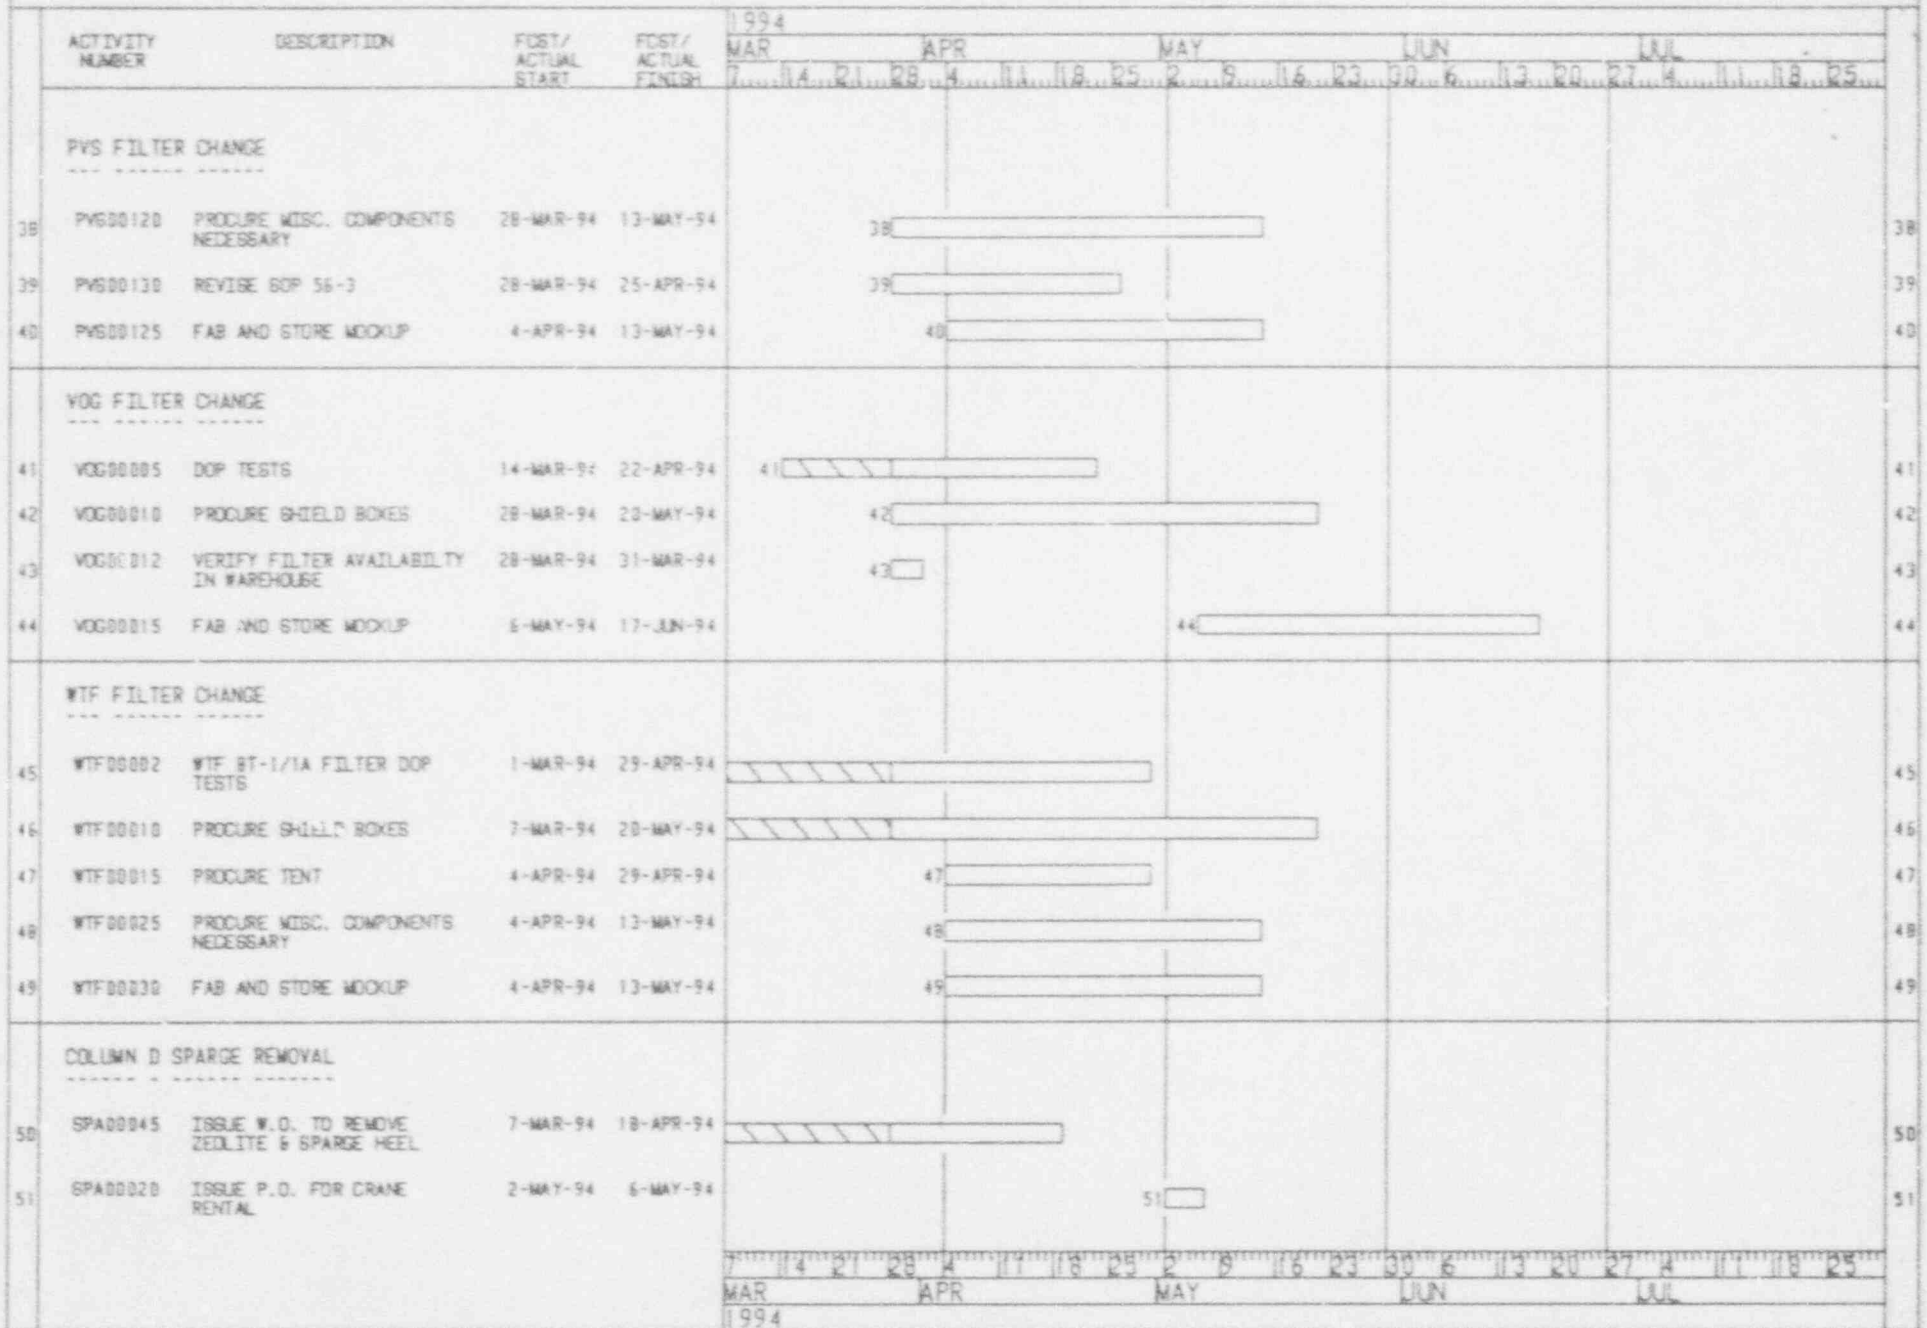 1994
ACTIVITY NUMBER DESCRIPTION FCST/ ACTUAL START FCST/ ACTUAL FINISH
MAR APR MAY JUN JUL
7 14 21 28 4 11 18 25 2 9 16 23 30 6 13 20 27 4 11 18 25
PVS FILTER CHANGE
38 PVS00120 PROCURE MISC. COMPONENTS 28-MAR-94 13-MAY-94 38 38
NECESSARY
39 PVS00130 REVISE SOP 56-3 28-MAR-94 25-APR-94 39 39
40 PVS00125 FAB AND STORE MOCKUP 4-APR-94 13-MAY-94 40 40
VOG FILTER CHANGE
41 VOG00005 DOP TESTS 14-MAR-94 22-APR-94 41 41
42 VOG00010 PROCURE SHIELD BOXES 28-MAR-94 20-MAY-94 42 42
43 VOG00012 VERIFY FILTER AVAILABILTY 28-MAR-94 31-MAR-94 43 43
IN WAREHOUSE
44 VOG00015 FAB AND STORE MOCKUP 6-MAY-94 17-JUN-94 44 44
WTF FILTER CHANGE
45 WTF00002 WTF 8T-1/1A FILTER DOP 1-MAR-94 29-APR-94 45
TESTS
46 WTF00010 PROCURE SHIELD BOXES 7-MAR-94 20-MAY-94 46
47 WTF00015 PROCURE TENT 4-APR-94 29-APR-94 47 47
48 WTF00025 PROCURE MISC. COMPONENTS 4-APR-94 13-MAY-94 48 48
NECESSARY
49 WTF00030 FAB AND STORE MOCKUP 4-APR-94 13-MAY-94 49 49
COLUMN D SPARGE REMOVAL
50 SPA00045 ISSUE W.O. TO REMOVE 7-MAR-94 18-APR-94 50
ZEOLITE & SPARGE HEEL
51 SPA00020 ISSUE P.O. FOR CRANE 2-MAY-94 6-MAY-94 51 51
RENTAL
7 14 21 28 4 11 18 25 2 9 16 23 30 6 13 20 27 4 11 18 25
MAR APR MAY JUN JUL
1994